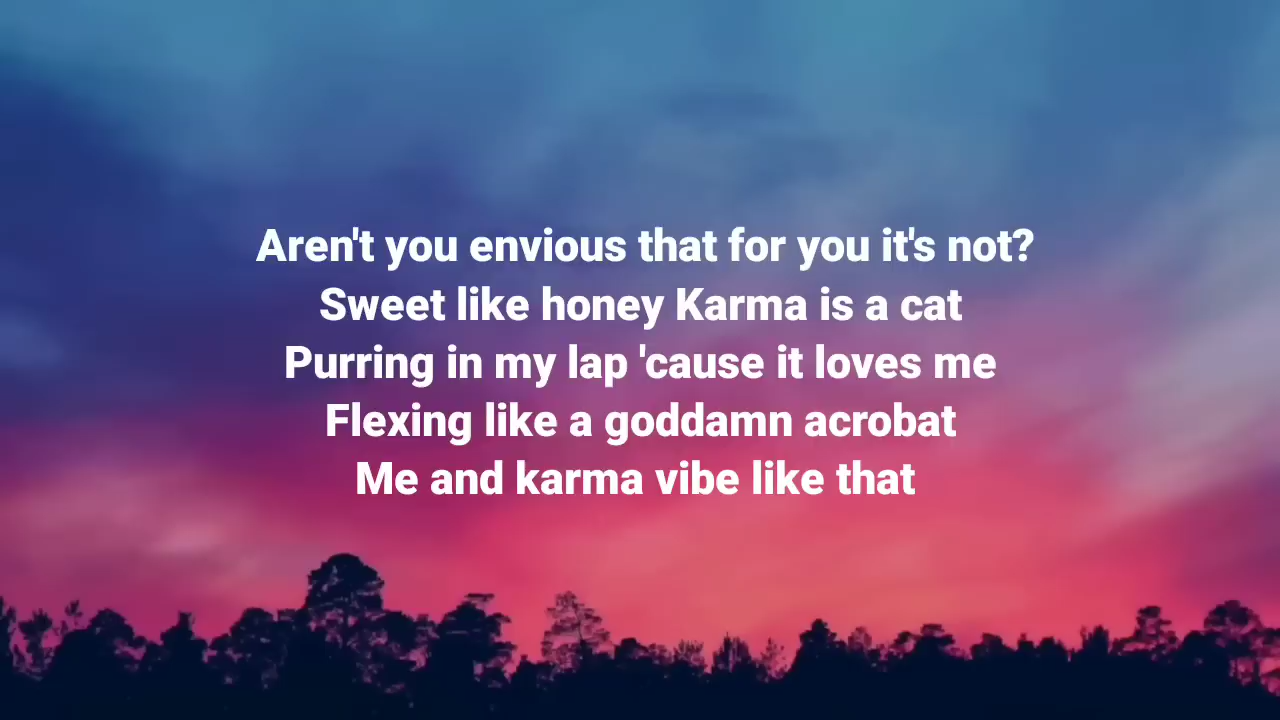 Aren't you envious that for you it's not?
Sweet like honey Karma is a cat
Purring in my lap 'cause it loves me
Flexing like a goddamn acrobat
Me and karma vibe like that